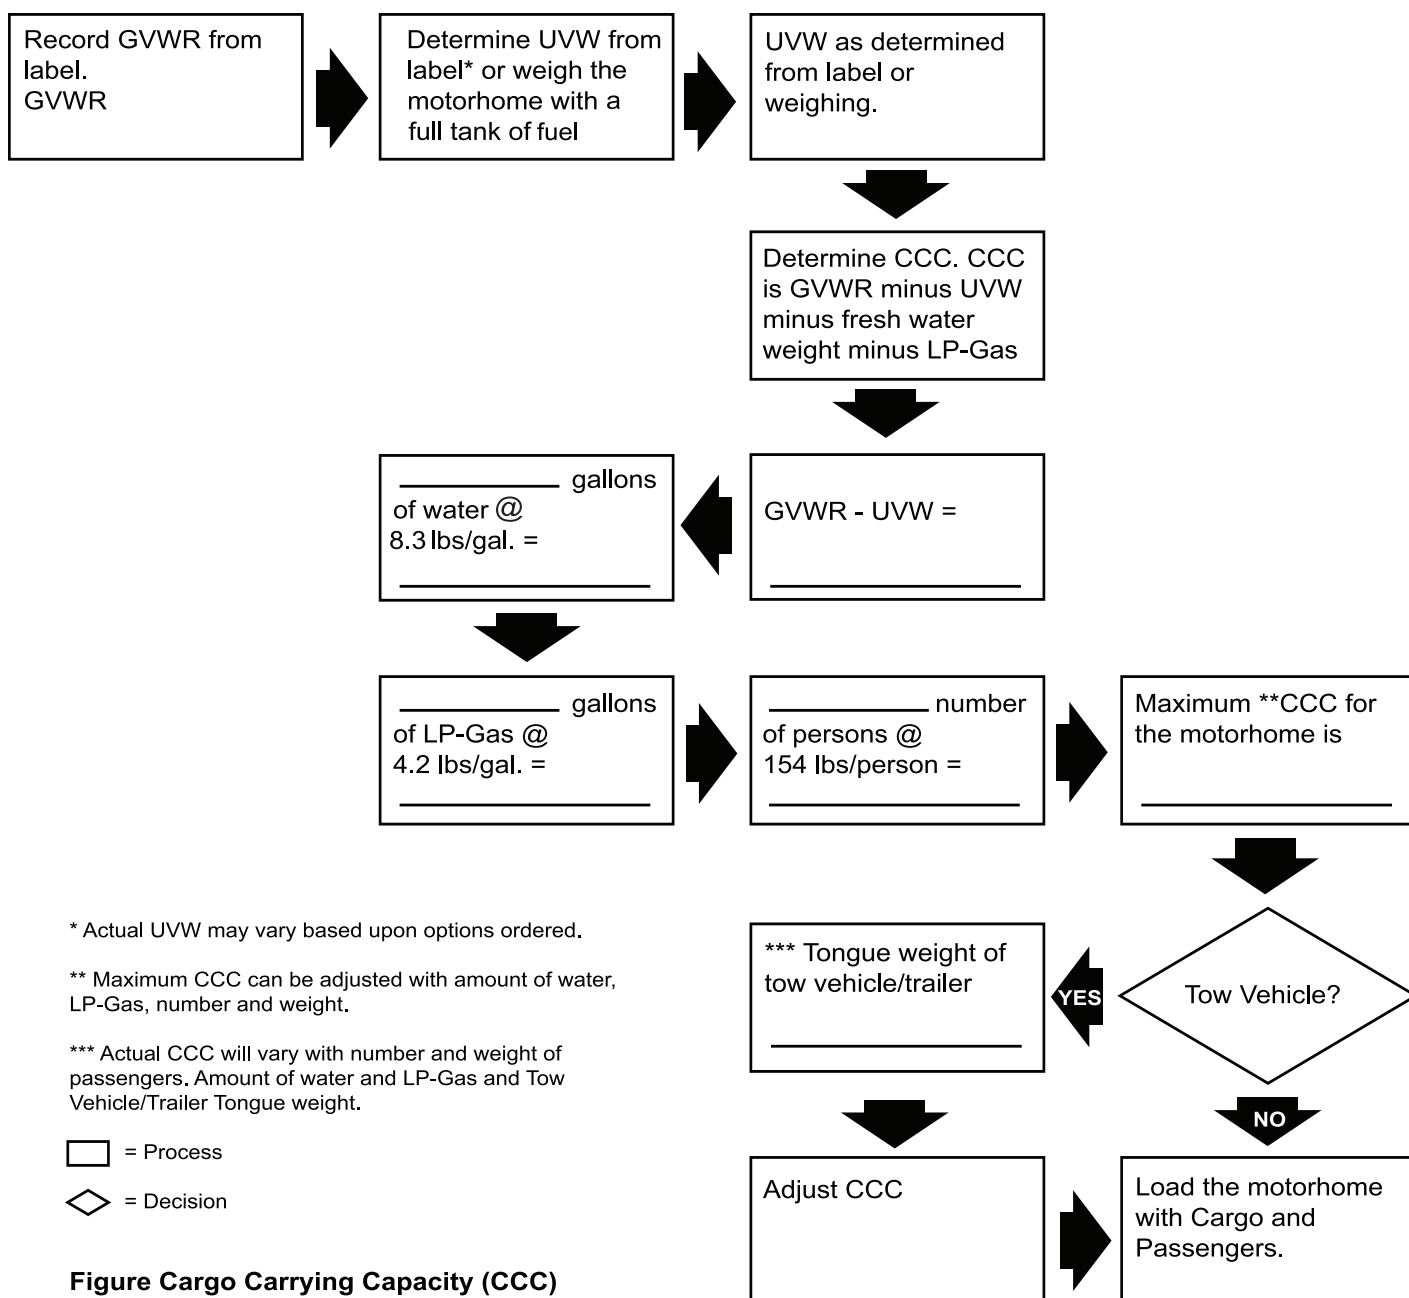 Record GVWR from
label.
GVWR
Determine UVW from
label* or weigh the
motorhome with a
full tank of fuel
UVW as determined
from label or
weighing.
Determine CCC. CCC
is GVWR minus UVW
minus fresh water
weight minus LP-Gas
GVWR - UVW =
gallons
of water @
8.3 lbs/gal. =
gallons
of LP-Gas @
4.2 lbs/gal. =
number
of persons @
154 lbs/person =
Maximum **CCC for
the motorhome is
Tow Vehicle?
YES
*** Tongue weight of
tow vehicle/trailer
NO
Adjust CCC
Load the motorhome
with Cargo and
Passengers.
* Actual UVW may vary based upon options ordered.
** Maximum CCC can be adjusted with amount of water,
LP-Gas, number and weight.
*** Actual CCC will vary with number and weight of
passengers. Amount of water and LP-Gas and Tow
Vehicle/Trailer Tongue weight.
= Process
= Decision
Figure Cargo Carrying Capacity (CCC)